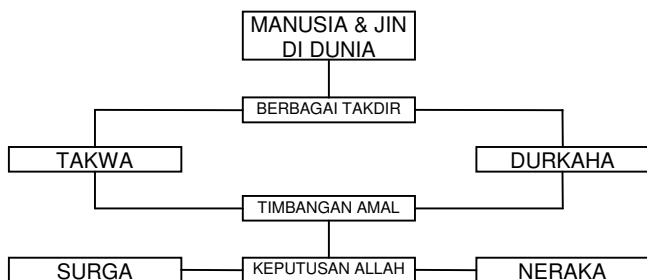 MANUSIA & JIN
DI DUNIA
BERBAGAI TAKDIR
TAKWA
DURKAHA
TIMBANGAN AMAL
SURGA
KEPUTUSAN ALLAH
NERAKA